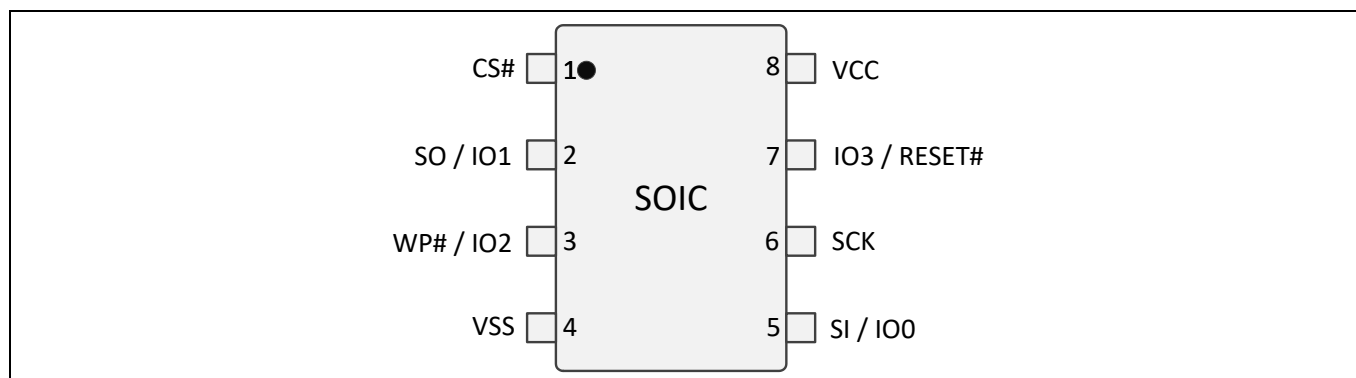 CS# 1 8 VCC
SO / IO1 2 7 IO3 / RESET#
SOIC
WP# / IO2 3 6 SCK
VSS 4 5 SI / IO0